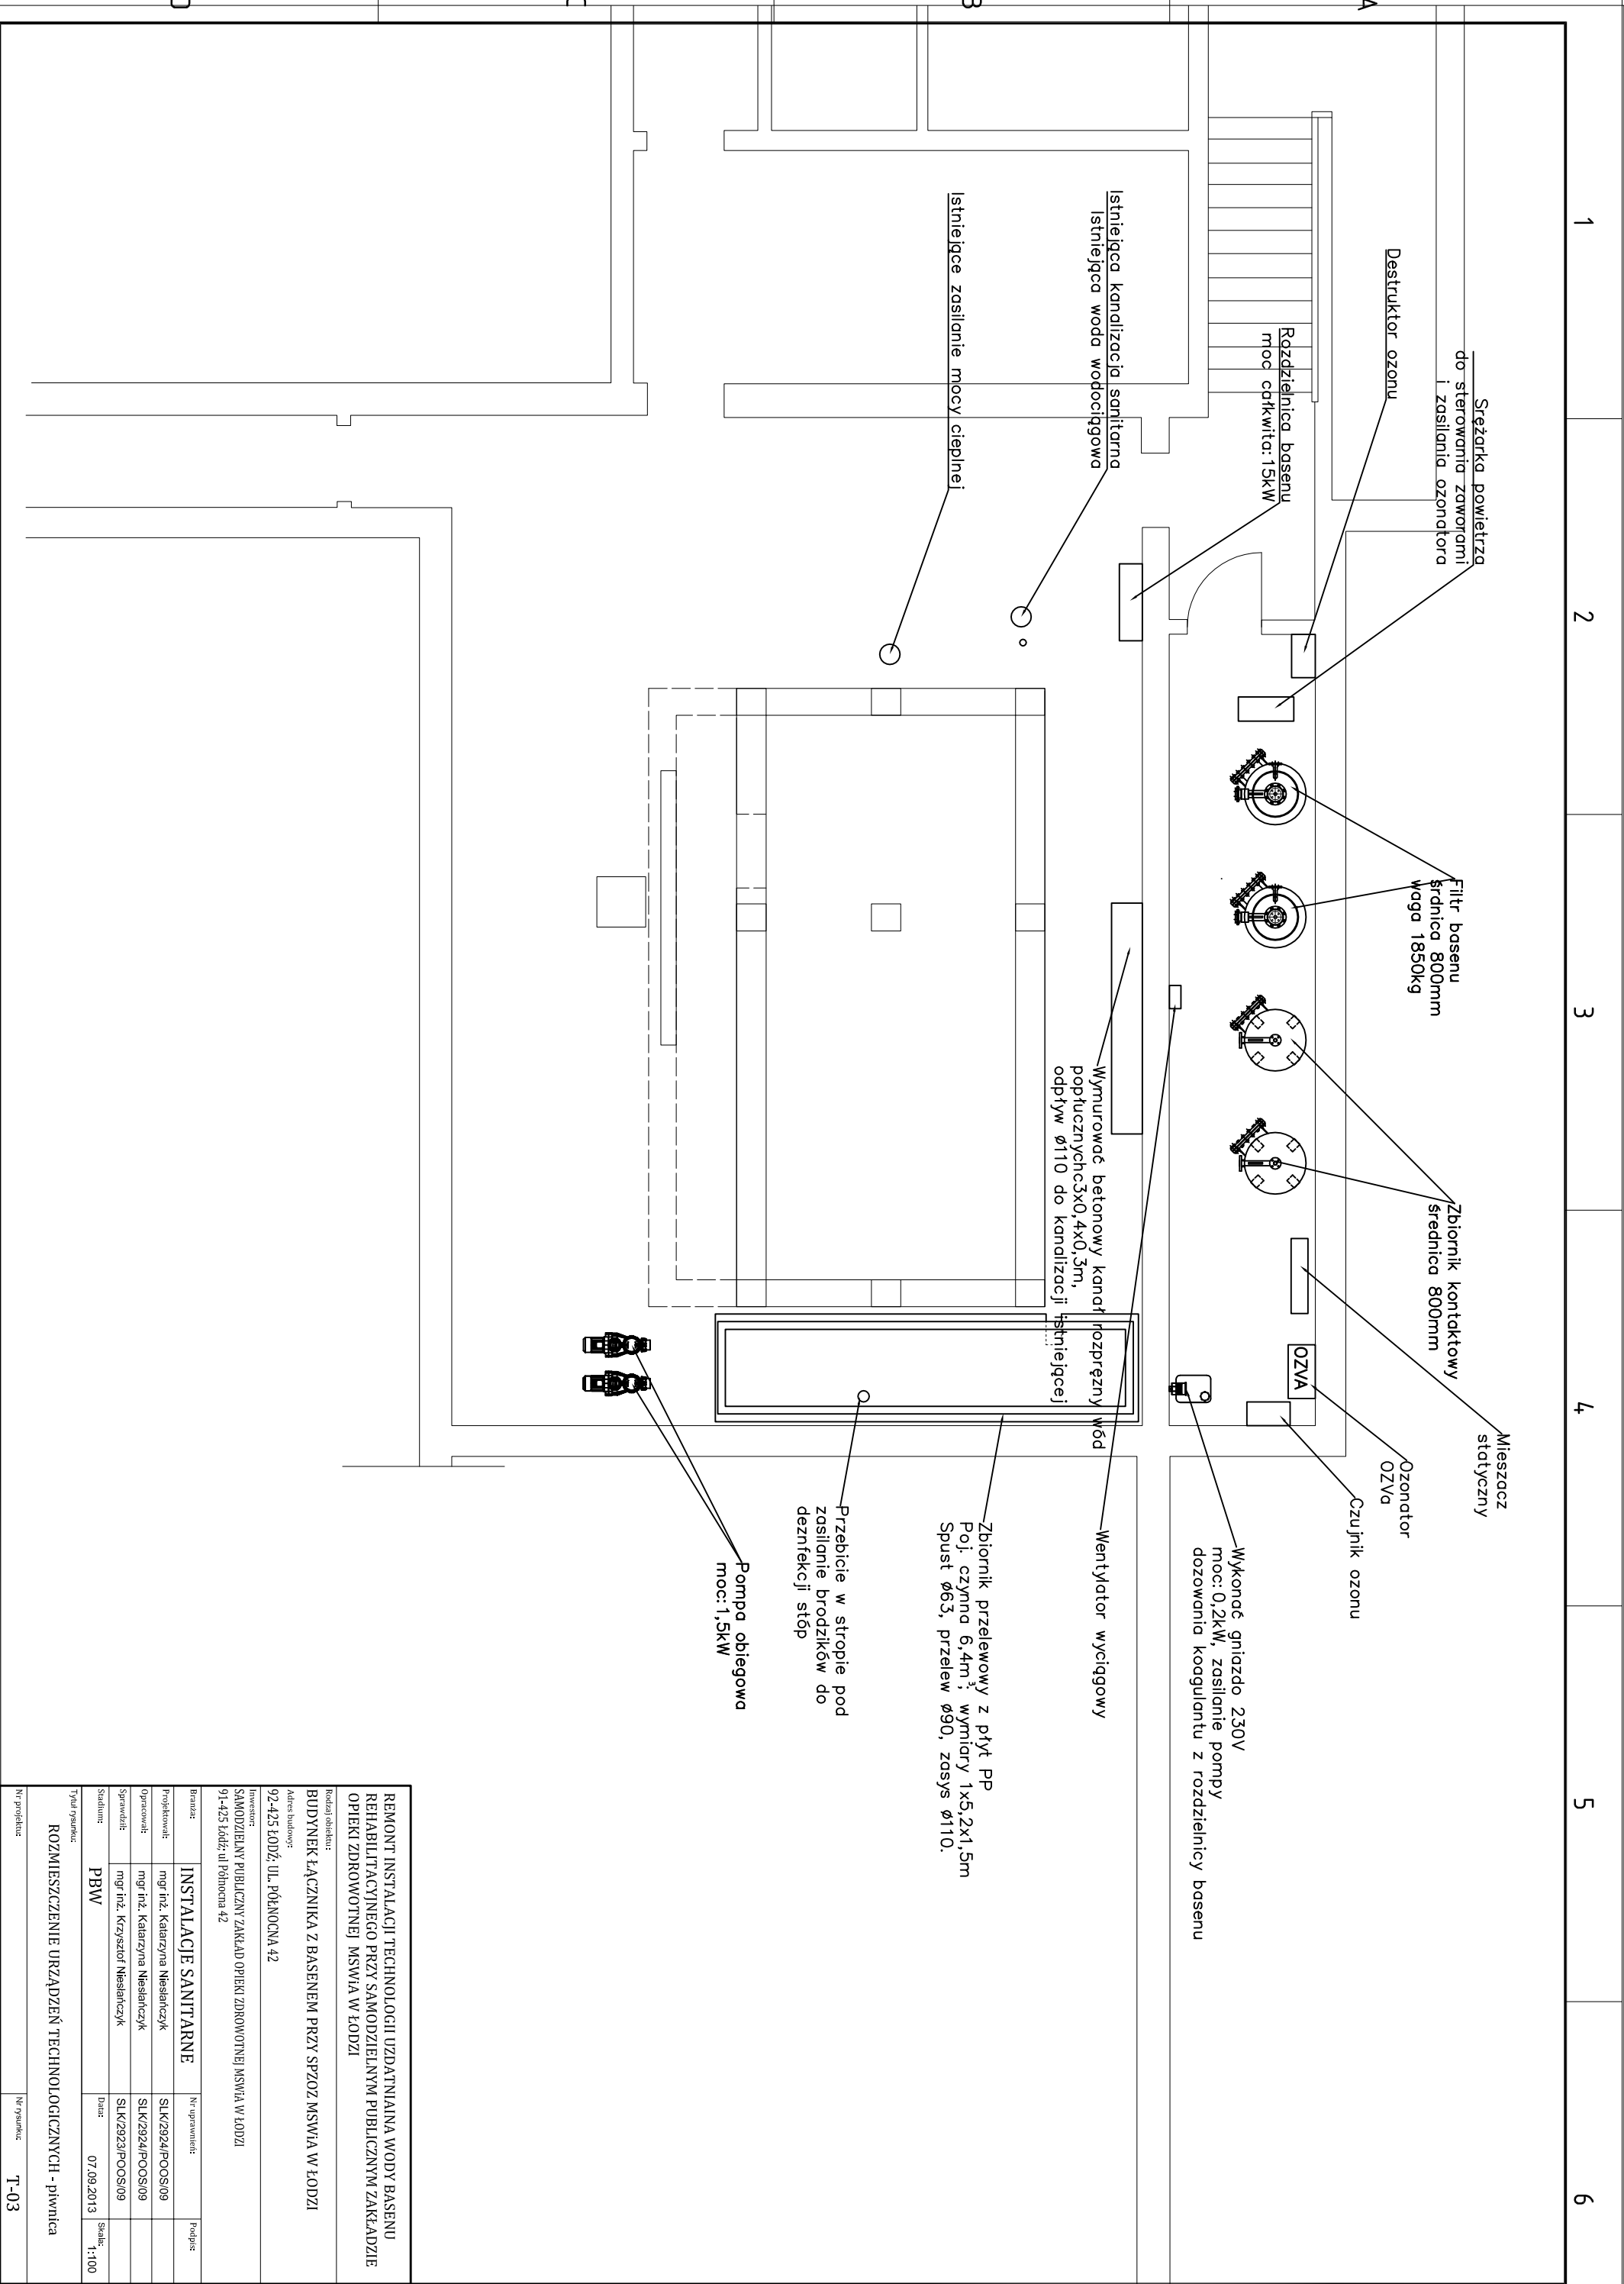 1
2
3
4
5
6
A
B
C
D
Sreżarka powietrza
do sterowania zaworami
i zasilania ozonatora
Destruktor ozonu
Rozdzielnica basenu
moc całkwita: 15kW
Istniejąca kanalizacja sanitarna
Istniejąca woda wodociągowa
Istniejące zasilanie mocy cieplnej
Filtr basenu
śrdnica 800mm
waga 1850kg
Zbiornik kontaktowy
średnica 800mm
Mieszacz
statyczny
Ozonator
OZVa
OZVA
Czujnik ozonu
Wykonać gniazdo 230V
moc: 0,2kW, zasilanie pompy
dozowania koagulantu z rozdzielnicy basenu
Wymurować betonowy kanał rozprężny wód
popłucznychc3x0,4x0,3m,
odpływ ø110 do kanalizacji istniejącej
Wentylator wyciągowy
Zbiornik przelewowy z płyt PP
Poj. czynna 6,4m³; wymiary 1x5,2x1,5m
Spust ø63, przelew ø90, zasys ø110.
Przebicie w stropie pod
zasilanie brodzików do
deznfekcji stóp
Pompa obiegowa
moc: 1,5kW
REMONT INSTALACJI TECHNOLOGII UZDATNIAINA WODY BASENU
REHABILITACYJNEGO PRZY SAMODZIELNYM PUBLICZNYM ZAKŁADZIE
OPIEKI ZDROWOTNEJ MSWiA W ŁODZI
Rodzaj obiektu:
BUDYNEK ŁĄCZNIKA Z BASENEM PRZY SPZOZ MSWiA W ŁODZI
Adres budowy:
92-425 ŁODŹ; UL. PÓŁNOCNA 42
Inwestor:
SAMODZIELNY PUBLICZNY ZAKŁAD OPIEKI ZDROWOTNEJ MSWiA W ŁODZI
91-425 Łódź; ul Północna 42
Branża: INSTALACJE SANITARNE Nr uprawnień: Podpis:
Projektował: mgr inż. Katarzyna Nieslańczyk SLK/2924/POOS/09
Opracował: mgr inż. Katarzyna Nieslańczyk SLK/2924/POOS/09
Sprawdził: mgr inż. Krzysztof Nieslańczyk SLK/2923/POOS/09
Stadium: PBW Data: 07.09.2013 Skala: 1:100
Tytuł rysunku:
ROZMIESZCZENIE URZĄDZEŃ TECHNOLOGICZNYCH - piwnica
Nr projektu: Nr rysunku: T-03